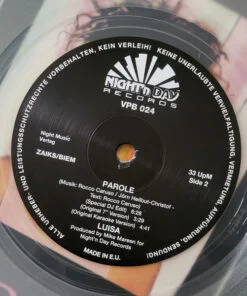 ALLE URHEBER- UND LEISTUNGSSCHUTZRECHTE VORBEHALTEN, KEIN VERLEIH! KEINE UNERLAUBTE VERVIELFÄLTIGUNG, VERMIETUNG, AUFFÜHRUNG, SENDUNG!
NIGHT'n DAY
RECORDS
VPB 024
Night Music
Verlag
ZAIKS/BIEM
33 UpM
Side 2
PAROLE
(Musik: Rocco Caruso / Jörn Heilbut-Christof -
Text: Rocco Caruso)
(Special DJ Edit) 6:28
(Original 7" Version) 3:28
(Original Karaoke Version) 3:28
LUISA
Produced by Mike Mareen for
Night'n Day Records
MADE IN E.U.